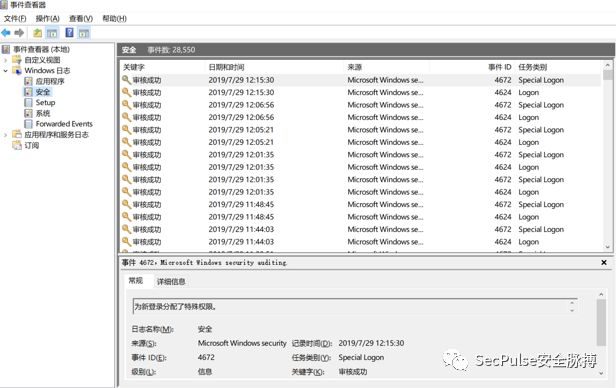 事件查看器
文件(F) 操作(A) 查看(V) 帮助(H)
事件查看器 (本地)
自定义视图
Windows 日志
应用程序
安全
Setup
系统
Forwarded Events
应用程序和服务日志
订阅
安全 事件数: 28,550
关键字 日期和时间 来源 事件 ID 任务类别
审核成功 2019/7/29 12:15:30 Microsoft Windows se... 4672 Special Logon
审核成功 2019/7/29 12:15:30 Microsoft Windows se... 4624 Logon
审核成功 2019/7/29 12:06:56 Microsoft Windows se... 4672 Special Logon
审核成功 2019/7/29 12:06:56 Microsoft Windows se... 4624 Logon
审核成功 2019/7/29 12:05:21 Microsoft Windows se... 4672 Special Logon
审核成功 2019/7/29 12:05:21 Microsoft Windows se... 4624 Logon
审核成功 2019/7/29 12:01:35 Microsoft Windows se... 4672 Special Logon
审核成功 2019/7/29 12:01:35 Microsoft Windows se... 4624 Logon
审核成功 2019/7/29 12:01:35 Microsoft Windows se... 4672 Special Logon
审核成功 2019/7/29 12:01:35 Microsoft Windows se... 4624 Logon
审核成功 2019/7/29 11:48:45 Microsoft Windows se... 4672 Special Logon
审核成功 2019/7/29 11:48:45 Microsoft Windows se... 4624 Logon
审核成功 2019/7/29 11:44:03 Microsoft Windows se... 4672 Special Logon
审核成功 2019/7/29 11:44:03 Microsoft Windows se... 4624 Logon
事件 4672，Microsoft Windows security auditing.
常规 详细信息
为新登录分配了特殊权限。
日志名称(M): 安全
来源(S): Microsoft Windows security 记录时间(D): 2019/7/29 12:15:30
事件 ID(E): 4672 任务类别(Y): Special Logon
级别(L): 信息 关键字(K): 审核成功
SecPulse安全脉搏